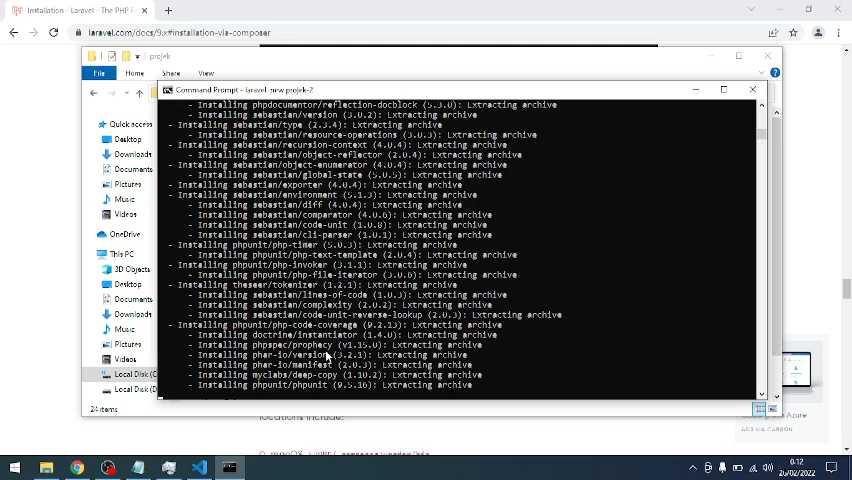 Installation - Laravel - The PHP F
laravel.com/docs/9.x#installation-via-composer
projek
File
Home
Share
View
Command Prompt - laravel new projek-2
Quick access
Desktop
Downloads
Documents
Pictures
Music
Videos
OneDrive
This PC
3D Objects
Desktop
Documents
Downloads
Music
Pictures
Videos
Local Disk (C
Local Disk (D
24 items
- Installing phpdocumentor/reflection-docblock (5.3.0): Extracting archive
- Installing sebastian/version (3.0.2): Extracting archive
- Installing sebastian/type (2.3.4): Extracting archive
- Installing sebastian/resource-operations (3.0.3): Extracting archive
- Installing sebastian/recursion-context (4.0.4): Extracting archive
- Installing sebastian/object-reflector (2.0.4): Extracting archive
- Installing sebastian/object-enumerator (4.0.4): Extracting archive
- Installing sebastian/global-state (5.0.5): Extracting archive
- Installing sebastian/exporter (4.0.4): Extracting archive
- Installing sebastian/environment (5.1.3): Extracting archive
- Installing sebastian/diff (4.0.4): Extracting archive
- Installing sebastian/comparator (4.0.6): Extracting archive
- Installing sebastian/code-unit (1.0.8): Extracting archive
- Installing sebastian/cli-parser (1.0.1): Extracting archive
- Installing phpunit/php-timer (5.0.3): Extracting archive
- Installing phpunit/php-text-template (2.0.4): Extracting archive
- Installing phpunit/php-invoker (3.1.1): Extracting archive
- Installing phpunit/php-file-iterator (3.0.6): Extracting archive
- Installing theseer/tokenizer (1.2.1): Extracting archive
- Installing sebastian/lines-of-code (1.0.3): Extracting archive
- Installing sebastian/complexity (2.0.2): Extracting archive
- Installing sebastian/code-unit-reverse-lookup (2.0.3): Extracting archive
- Installing phpunit/php-code-coverage (9.2.13): Extracting archive
- Installing doctrine/instantiator (1.4.0): Extracting archive
- Installing phpspec/prophecy (v1.15.0): Extracting archive
- Installing phar-io/version (3.2.1): Extracting archive
- Installing phar-io/manifest (2.0.3): Extracting archive
- Installing myclabs/deep-copy (1.10.2): Extracting archive
- Installing phpunit/phpunit (9.5.16): Extracting archive
locations include:
Azure
ADS VIA CARBON
0:12
20/02/2022